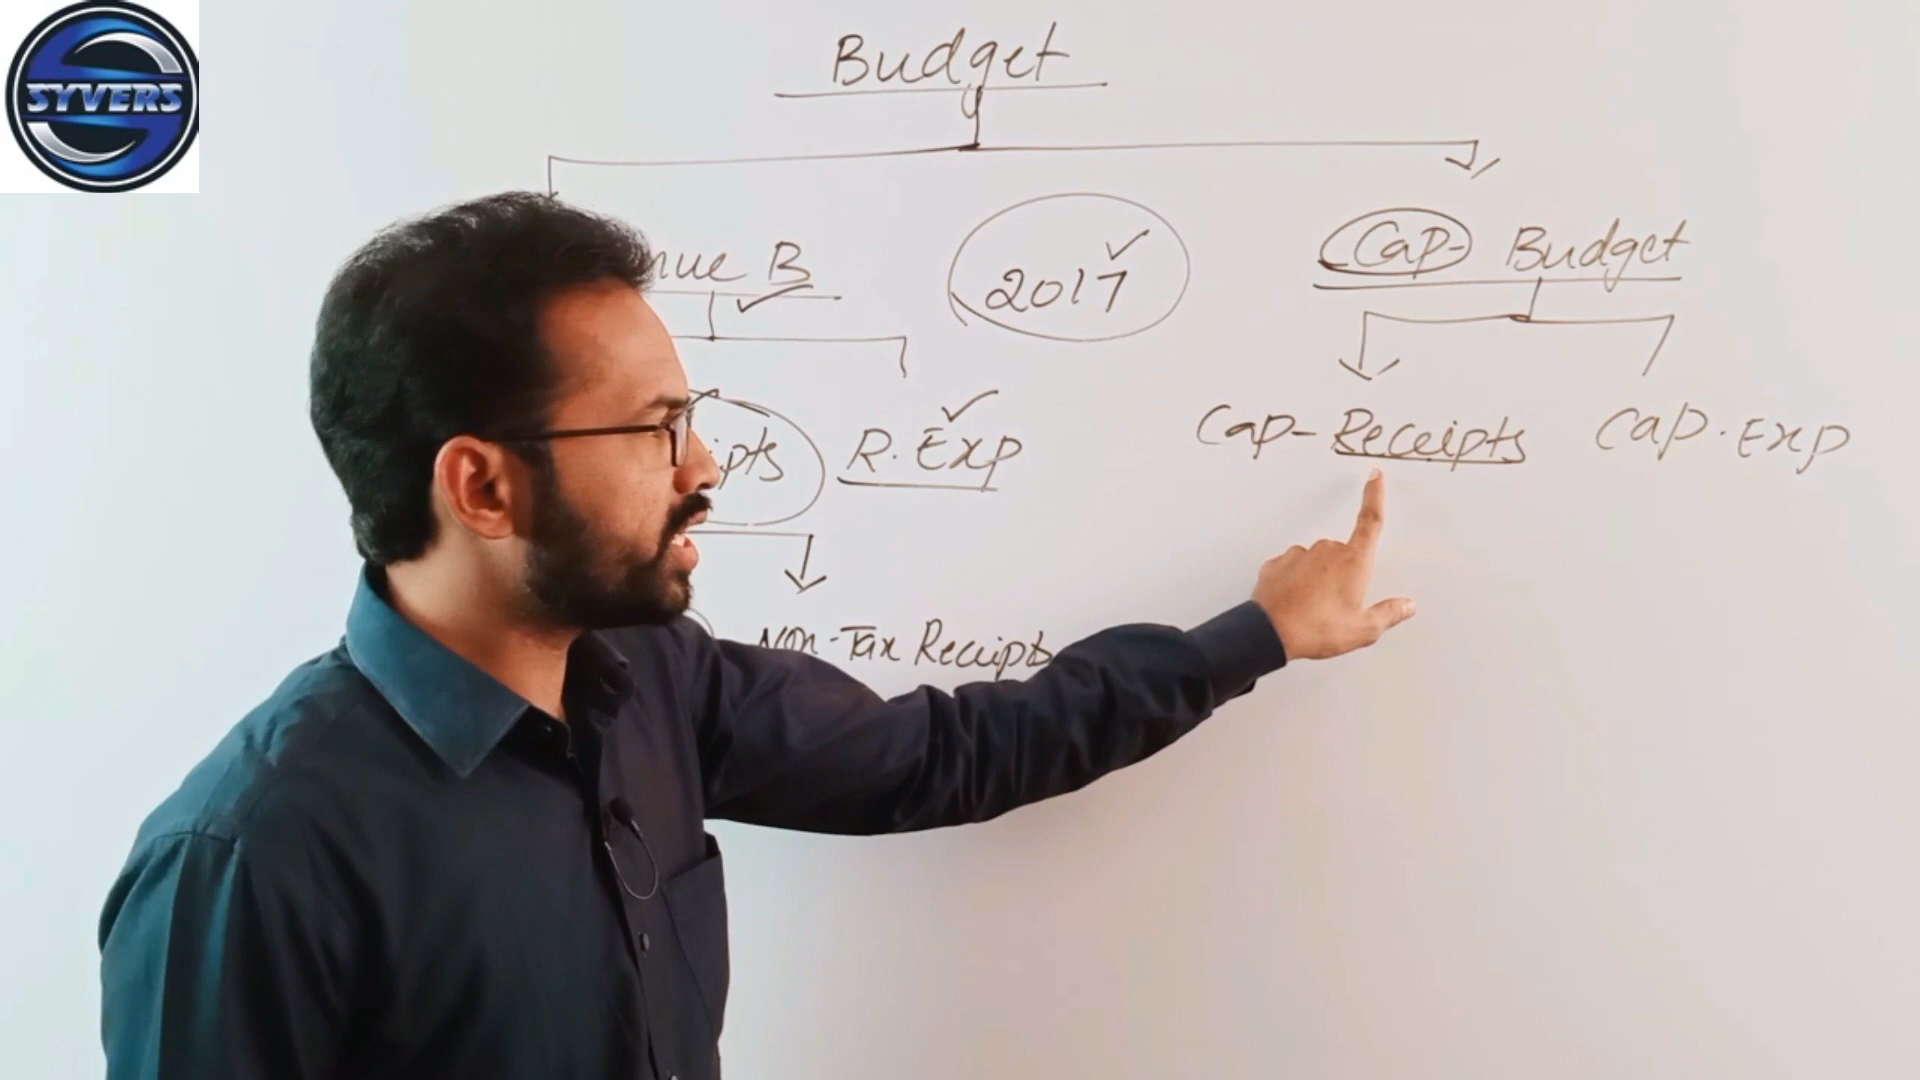 SYVERS
Budget
B
2017
Cap- Budget
R. Exp
Cap-Receipts
Cap. Exp
Non-Tax Receipts